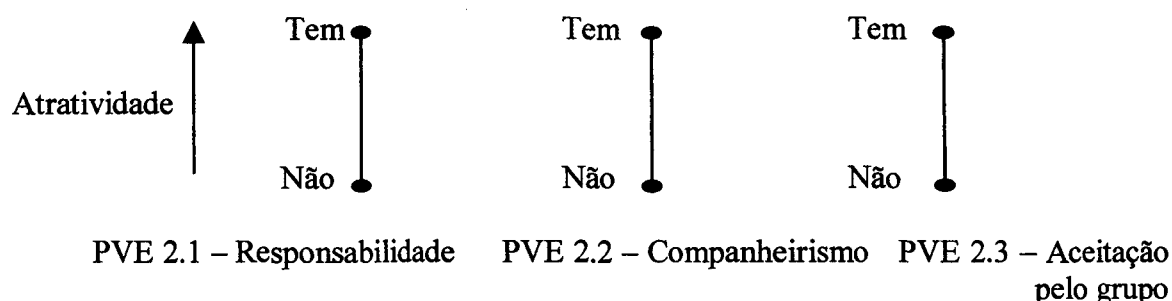 Tem Tem Tem
Atratividade
Não Não Não
PVE 2.1 – Responsabilidade PVE 2.2 – Companheirismo PVE 2.3 – Aceitação
pelo grupo